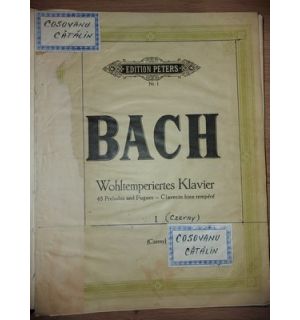 COSOVANU
CĂTĂLIN
EDITION PETERS
Nr. 1
BACH
Wohltemperiertes Klavier
48 Preludes and Fugues – Clavecin bien tempéré
I (CZERNY)
(Czerny)
COSOVANU
CĂTĂLIN